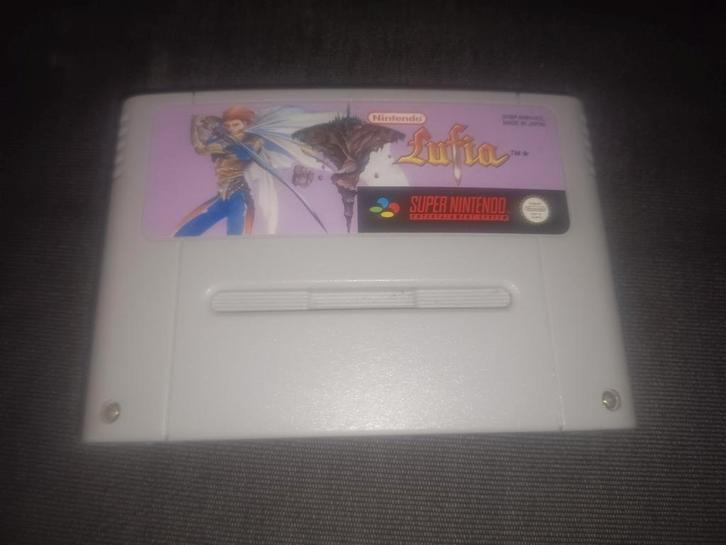 Nintendo
Lufia ™
MADE IN JAPAN
SUPER NINTENDO
ENTERTAINMENT SYSTEM